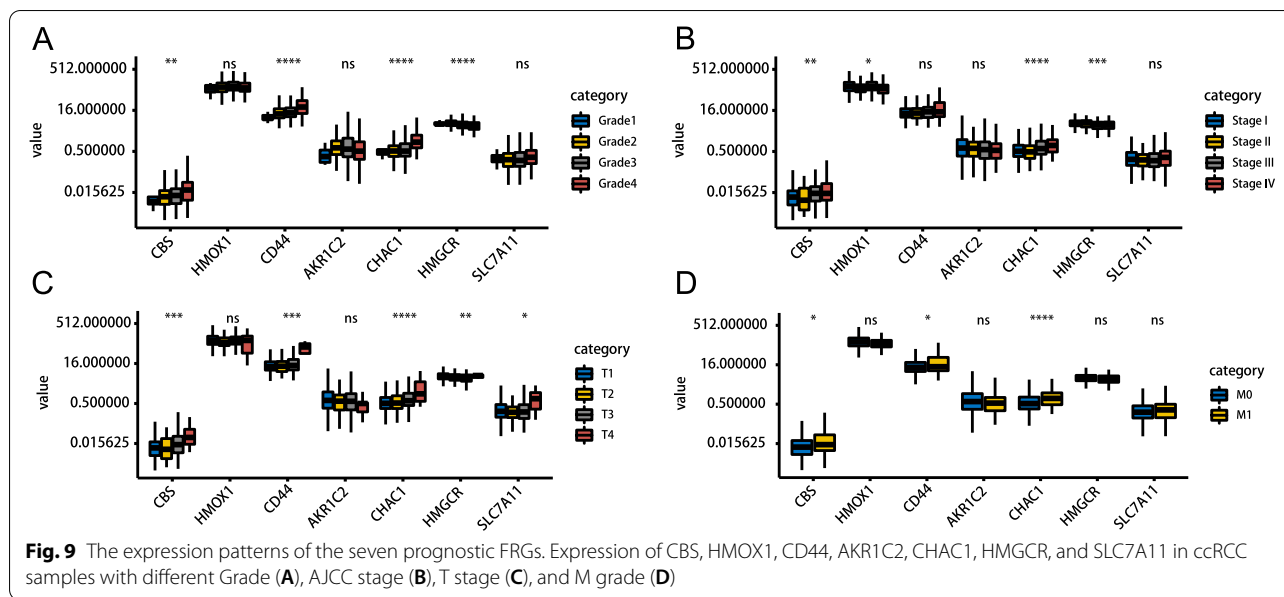 A
** ns **** ns **** **** ns
512.000000
16.000000
0.500000
0.015625
value
CBS
HMOX1
CD44
AKR1C2
CHAC1
HMGCR
SLC7A11
category
Grade1
Grade2
Grade3
Grade4
B
** * ns ns **** *** ns
512.000000
16.000000
0.500000
0.015625
value
CBS
HMOX1
CD44
AKR1C2
CHAC1
HMGCR
SLC7A11
category
Stage I
Stage II
Stage III
Stage IV
C
*** ns *** ns **** ** *
512.000000
16.000000
0.500000
0.015625
value
CBS
HMOX1
CD44
AKR1C2
CHAC1
HMGCR
SLC7A11
category
T1
T2
T3
T4
D
* ns * ns **** ns ns
512.000000
16.000000
0.500000
0.015625
value
CBS
HMOX1
CD44
AKR1C2
CHAC1
HMGCR
SLC7A11
category
M0
M1
Fig. 9 The expression patterns of the seven prognostic FRGs. Expression of CBS, HMOX1, CD44, AKR1C2, CHAC1, HMGCR, and SLC7A11 in ccRCC
samples with different Grade (A), AJCC stage (B), T stage (C), and M grade (D)